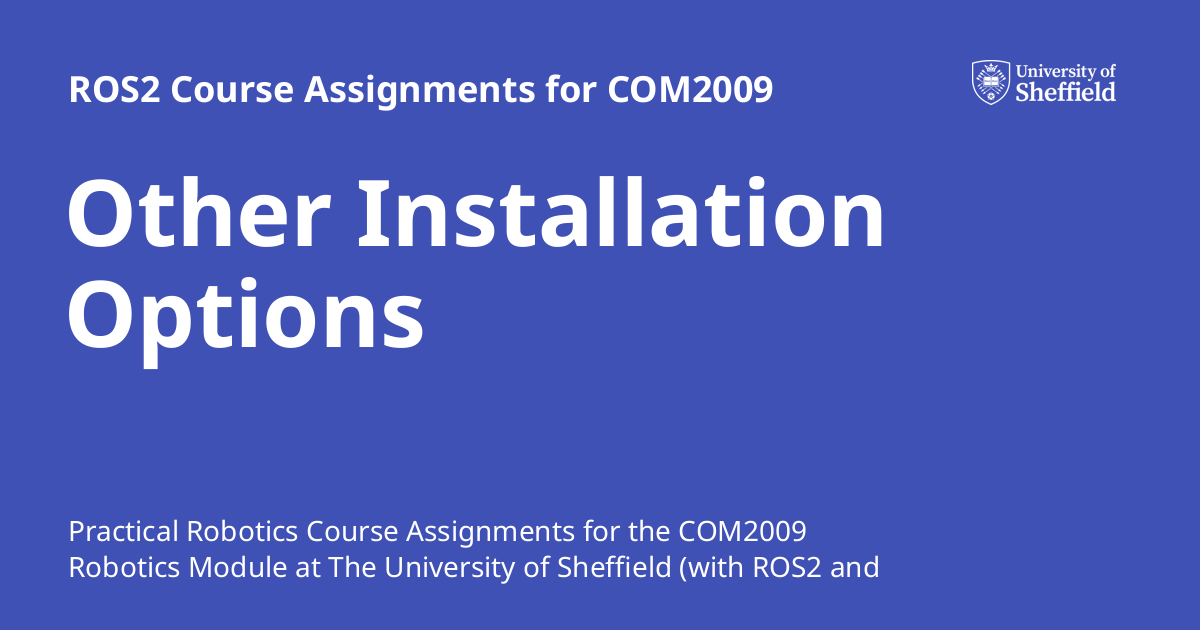 ROS2 Course Assignments for COM2009
University of
Sheffield
Other Installation
Options
Practical Robotics Course Assignments for the COM2009
Robotics Module at The University of Sheffield (with ROS2 and